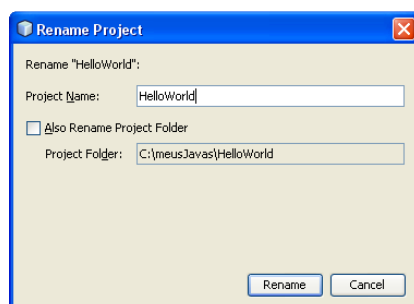 Rename Project
Rename "HelloWorld":
Project Name: HelloWorld
Also Rename Project Folder
Project Folder: C:\meusJavas\HelloWorld
Rename Cancel